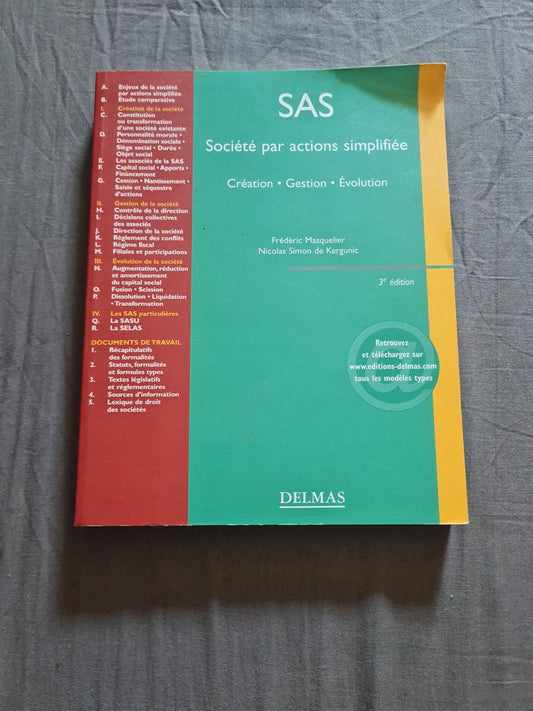 A. Enjeux de la société
par actions simplifiée
B. Étude comparative
I. Création de la société
C. Constitution
ou transformation
d'une société existante
D. Personnalité morale •
Dénomination sociale •
Siège social • Durée •
Objet social
E. Les associés de la SAS
F. Capital social • Apports •
Financement
G. Cession • Nantissement •
Saisie et séquestre
d'actions
II. Gestion de la société
H. Contrôle de la direction
I. Décisions collectives
des associés
J. Direction de la société
K. Règlement des conflits
L. Régime fiscal
M. Filiales et participations
III. Évolution de la société
N. Augmentation, réduction
et amortissement
du capital social
O. Fusion • Scission
P. Dissolution • Liquidation
• Transformation
IV. Les SAS particulières
Q. La SASU
R. La SELAS
DOCUMENTS DE TRAVAIL
1. Récapitulatifs
des formalités
2. Statuts, formalités
et formules types
3. Textes législatifs
et réglementaires
4. Sources d'information
5. Lexique de droit
des sociétés
SAS
Société par actions simplifiée
Création • Gestion • Évolution
Frédéric Masquelier
Nicolas Simon de Kergunic
3e édition
@
Retrouvez
et téléchargez sur
www.editions-delmas.com
tous les modèles types
DELMAS